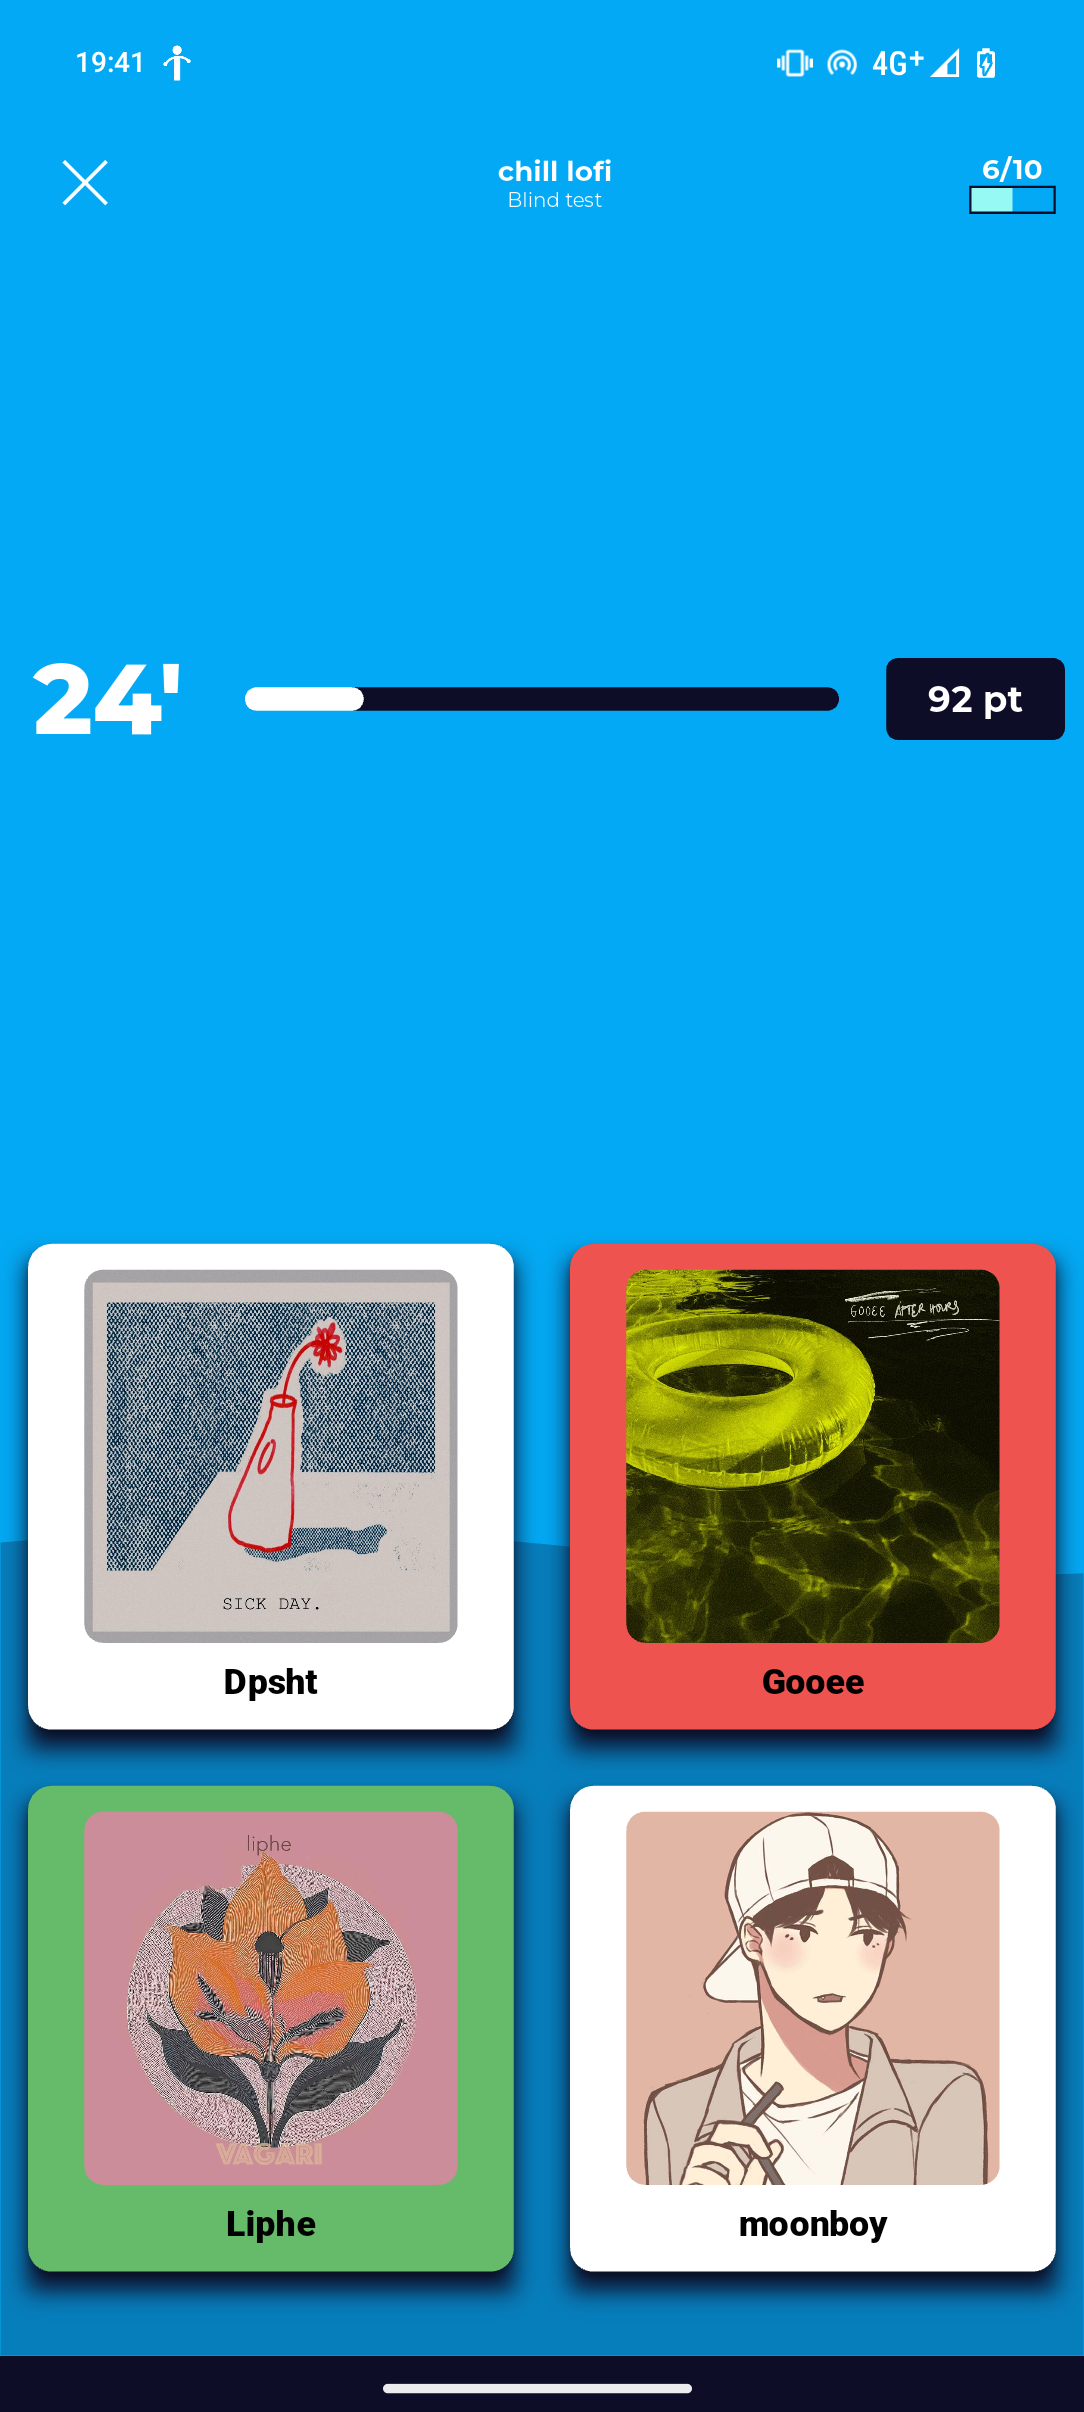 19:41
4G+
chill lofi
6/10
Blind test
24'
92 pt
GOOEE AFTER HOURS
SICK DAY.
Dpsht
Gooee
liphe
VAGARI
Liphe
moonboy